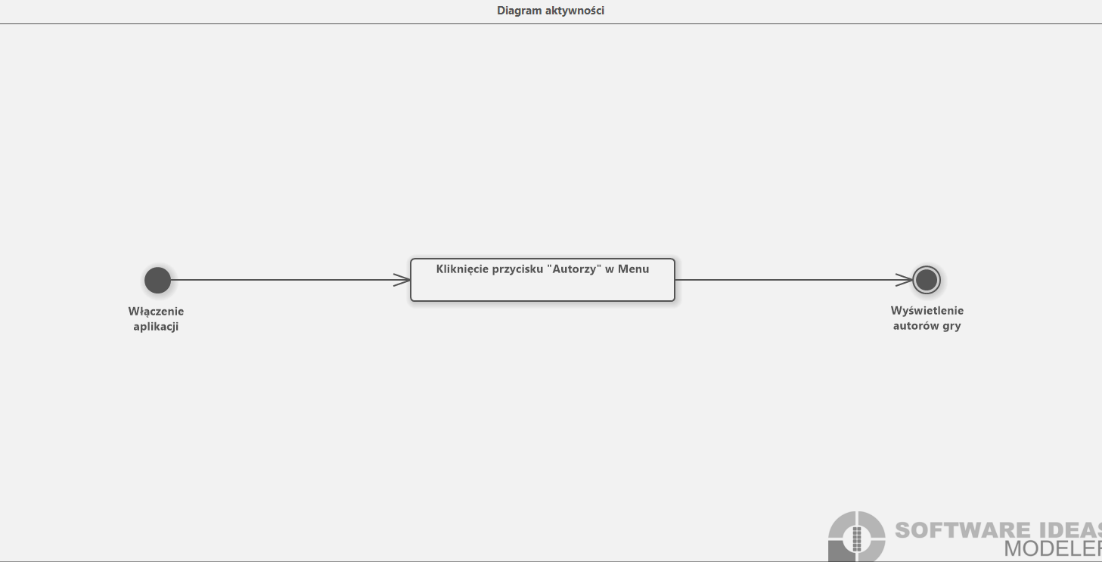 Diagram aktywności
Kliknięcie przycisku "Autorzy" w Menu
Włączenie
aplikacji
Wyświetlenie
autorów gry
SOFTWARE IDEAS
MODELER